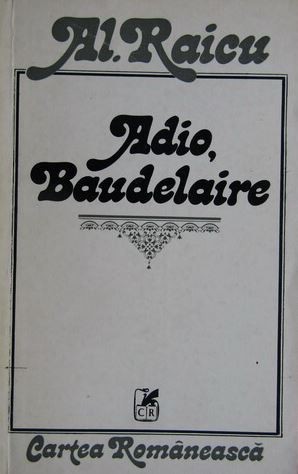 Al. Raicu
Adio,
Baudelaire
CR
Cartea Românească